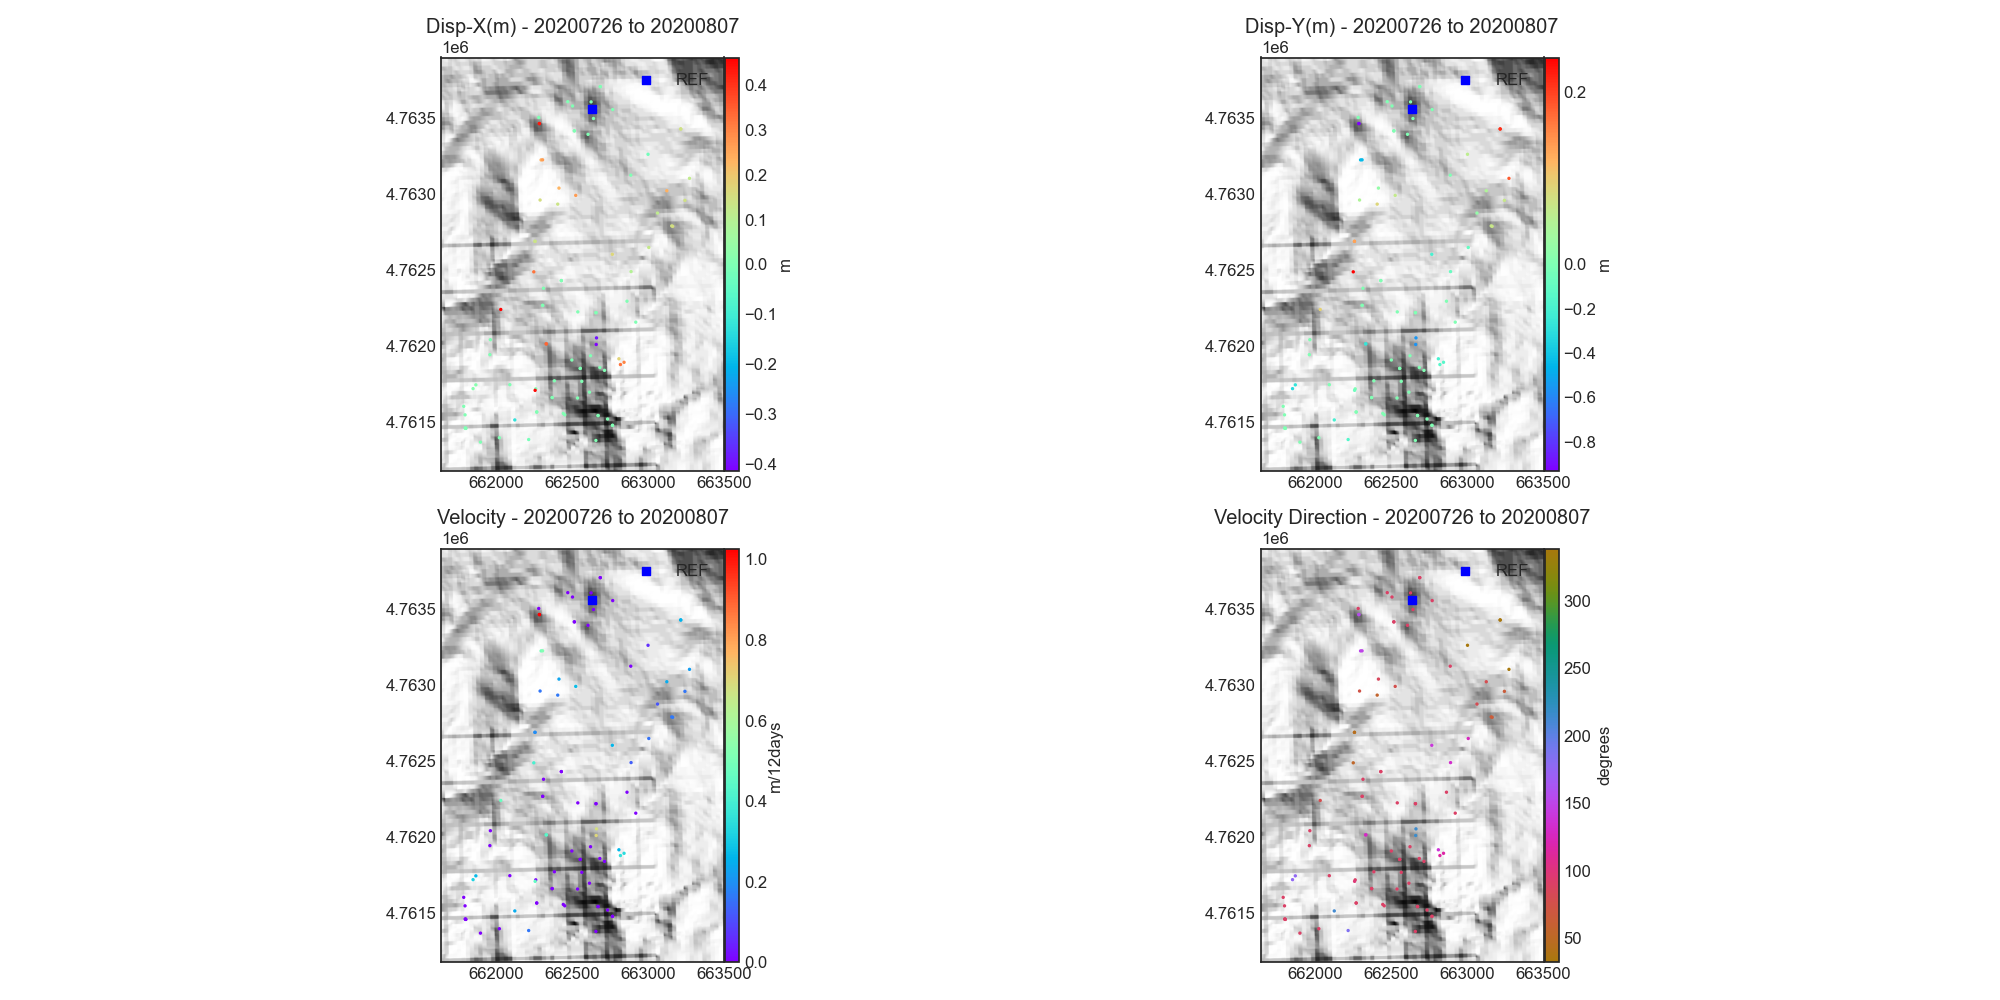 Disp-X(m) - 20200726 to 20200807
1e6
REF
4.7635
4.7630
4.7625
4.7620
4.7615
662000 662500 663000 663500
0.4
0.3
0.2
0.1
0.0
−0.1
−0.2
−0.3
−0.4
m
Disp-Y(m) - 20200726 to 20200807
1e6
REF
4.7635
4.7630
4.7625
4.7620
4.7615
662000 662500 663000 663500
0.2
0.0
−0.2
−0.4
−0.6
−0.8
m
Velocity - 20200726 to 20200807
1e6
REF
4.7635
4.7630
4.7625
4.7620
4.7615
662000 662500 663000 663500
1.0
0.8
0.6
0.4
0.2
0.0
m/12days
Velocity Direction - 20200726 to 20200807
1e6
REF
4.7635
4.7630
4.7625
4.7620
4.7615
662000 662500 663000 663500
300
250
200
150
100
50
degrees